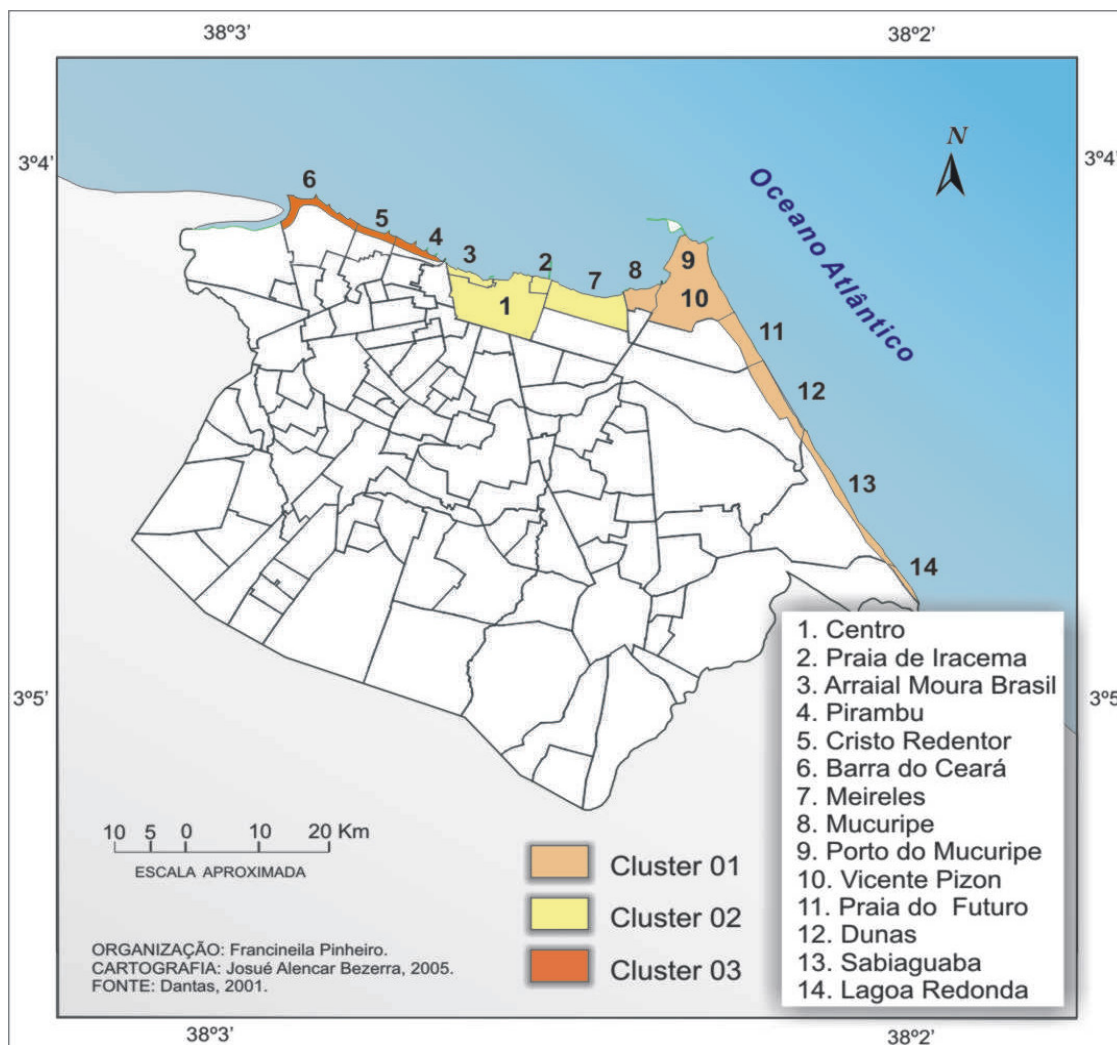 38º3’
38º2’
3º4’
3º4’
N
Oceano Atlântico
6
5
4
3
2
1
7
8
9
10
11
12
13
14
3º5’
3º5’
1. Centro
2. Praia de Iracema
3. Arraial Moura Brasil
4. Pirambu
5. Cristo Redentor
6. Barra do Ceará
7. Meireles
8. Mucuripe
9. Porto do Mucuripe
10. Vicente Pizon
11. Praia do Futuro
12. Dunas
13. Sabiaguaba
14. Lagoa Redonda
10 5 0 10 20 Km
ESCALA APROXIMADA
Cluster 01
Cluster 02
Cluster 03
ORGANIZAÇÃO: Francineila Pinheiro.
CARTOGRAFIA: Josué Alencar Bezerra, 2005.
FONTE: Dantas, 2001.
38º3’
38º2’